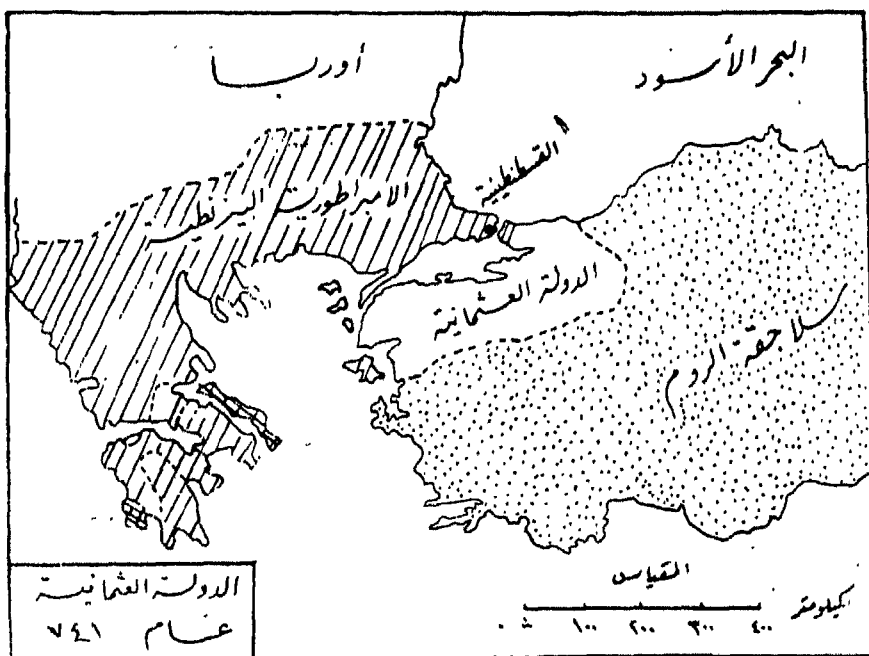 أوربا
البحر الأسود
القسطنطينية
الامبراطورية البيزنطية
الدولة العثمانية
سلاجقة الروم
المقياس
كيلومتر
٤٠٠ ٣٠٠ ٢٠٠ ١٠٠ ٠
الدولة العثمانية
عام ٧٤١